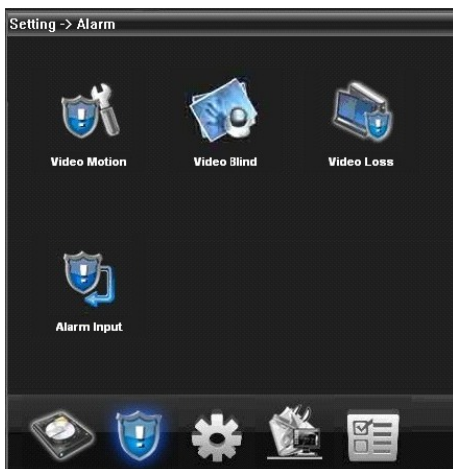 Setting -> Alarm
Video Motion
Video Blind
Video Loss
Alarm Input